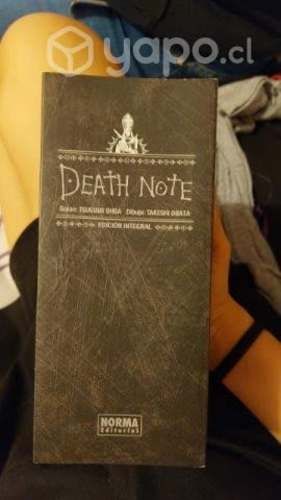 yapo.cl
DEATH NOTE
Guion: TSUGUMI OHBA Dibujo: TAKESHI OBATA
EDICIÓN INTEGRAL
NORMA
Editorial